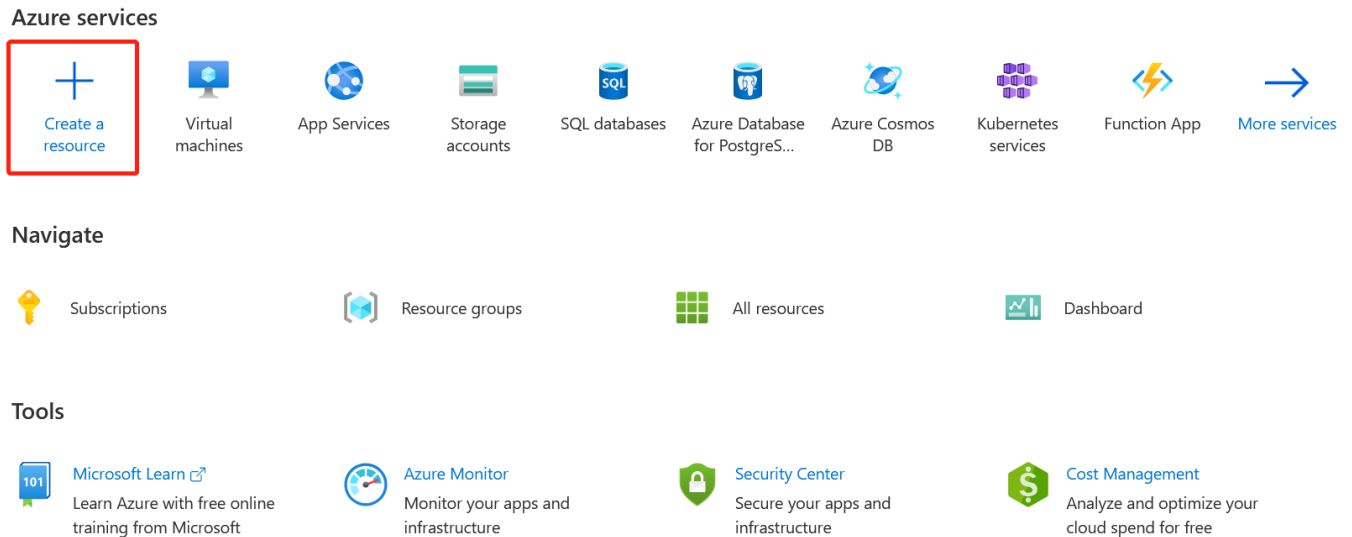 Azure services
SQL
Create a
resource
Virtual
machines
App Services
Storage
accounts
SQL databases
Azure Database
for PostgreS...
Azure Cosmos
DB
Kubernetes
services
Function App
More services
Navigate
Subscriptions
Resource groups
All resources
Dashboard
Tools
101
Microsoft Learn
Learn Azure with free online
training from Microsoft
Azure Monitor
Monitor your apps and
infrastructure
Security Center
Secure your apps and
infrastructure
$
Cost Management
Analyze and optimize your
cloud spend for free